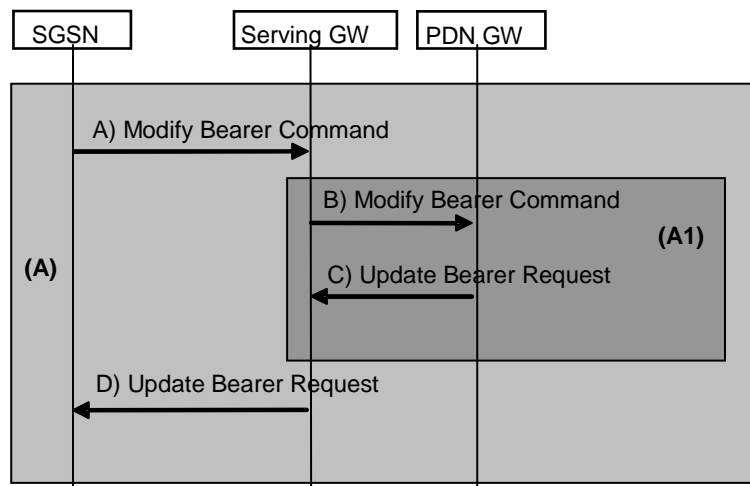 SGSN
Serving GW
PDN GW
A) Modify Bearer Command
B) Modify Bearer Command
(A1)
(A)
C) Update Bearer Request
D) Update Bearer Request